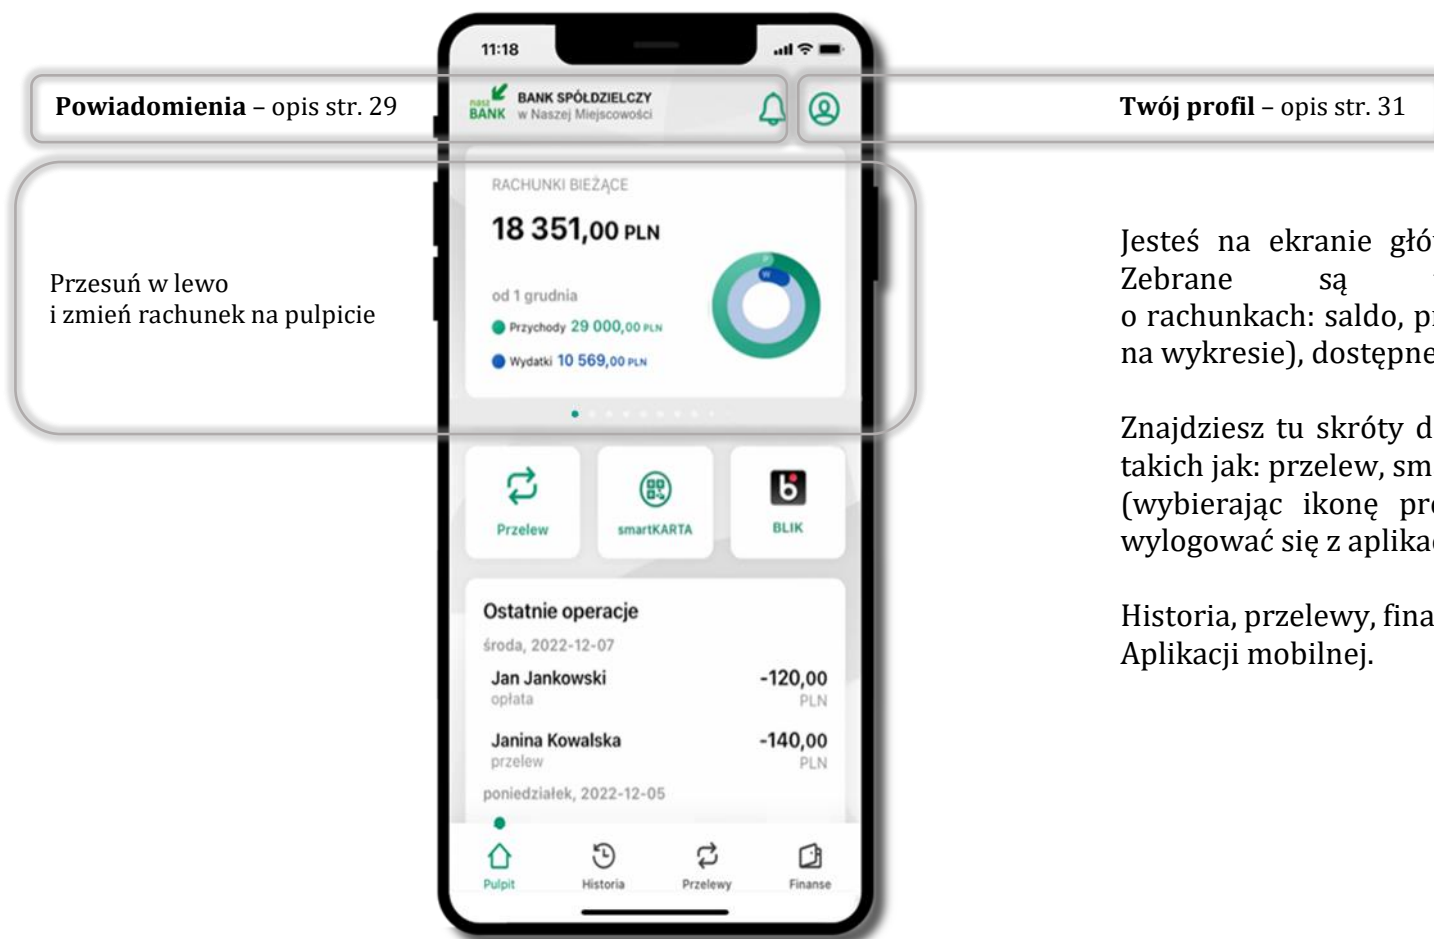 11:18
Powiadomienia – opis str. 29
nasz BANK
BANK SPÓŁDZIELCZY
w Naszej Miejscowości
Twój profil – opis str. 31
RACHUNKI BIEŻĄCE
18 351,00 PLN
P
W
od 1 grudnia
Przychody 29 000,00 PLN
Wydatki 10 569,00 PLN
Przesuń w lewo
i zmień rachunek na pulpicie
Przelew
smartKARTA
BLIK
Ostatnie operacje
środa, 2022-12-07
Jan Jankowski -120,00
opłata PLN
Janina Kowalska -140,00
przelew PLN
poniedziałek, 2022-12-05
Pulpit
Historia
Przelewy
Finanse
Jesteś na ekranie
Zebrane są
o rachunkach: saldo,
na wykresie), dostępne
Znajdziesz tu skróty
takich jak: przelew,
(wybierając ikonę
wylogować się z
Historia, przelewy,
Aplikacji mobilnej.